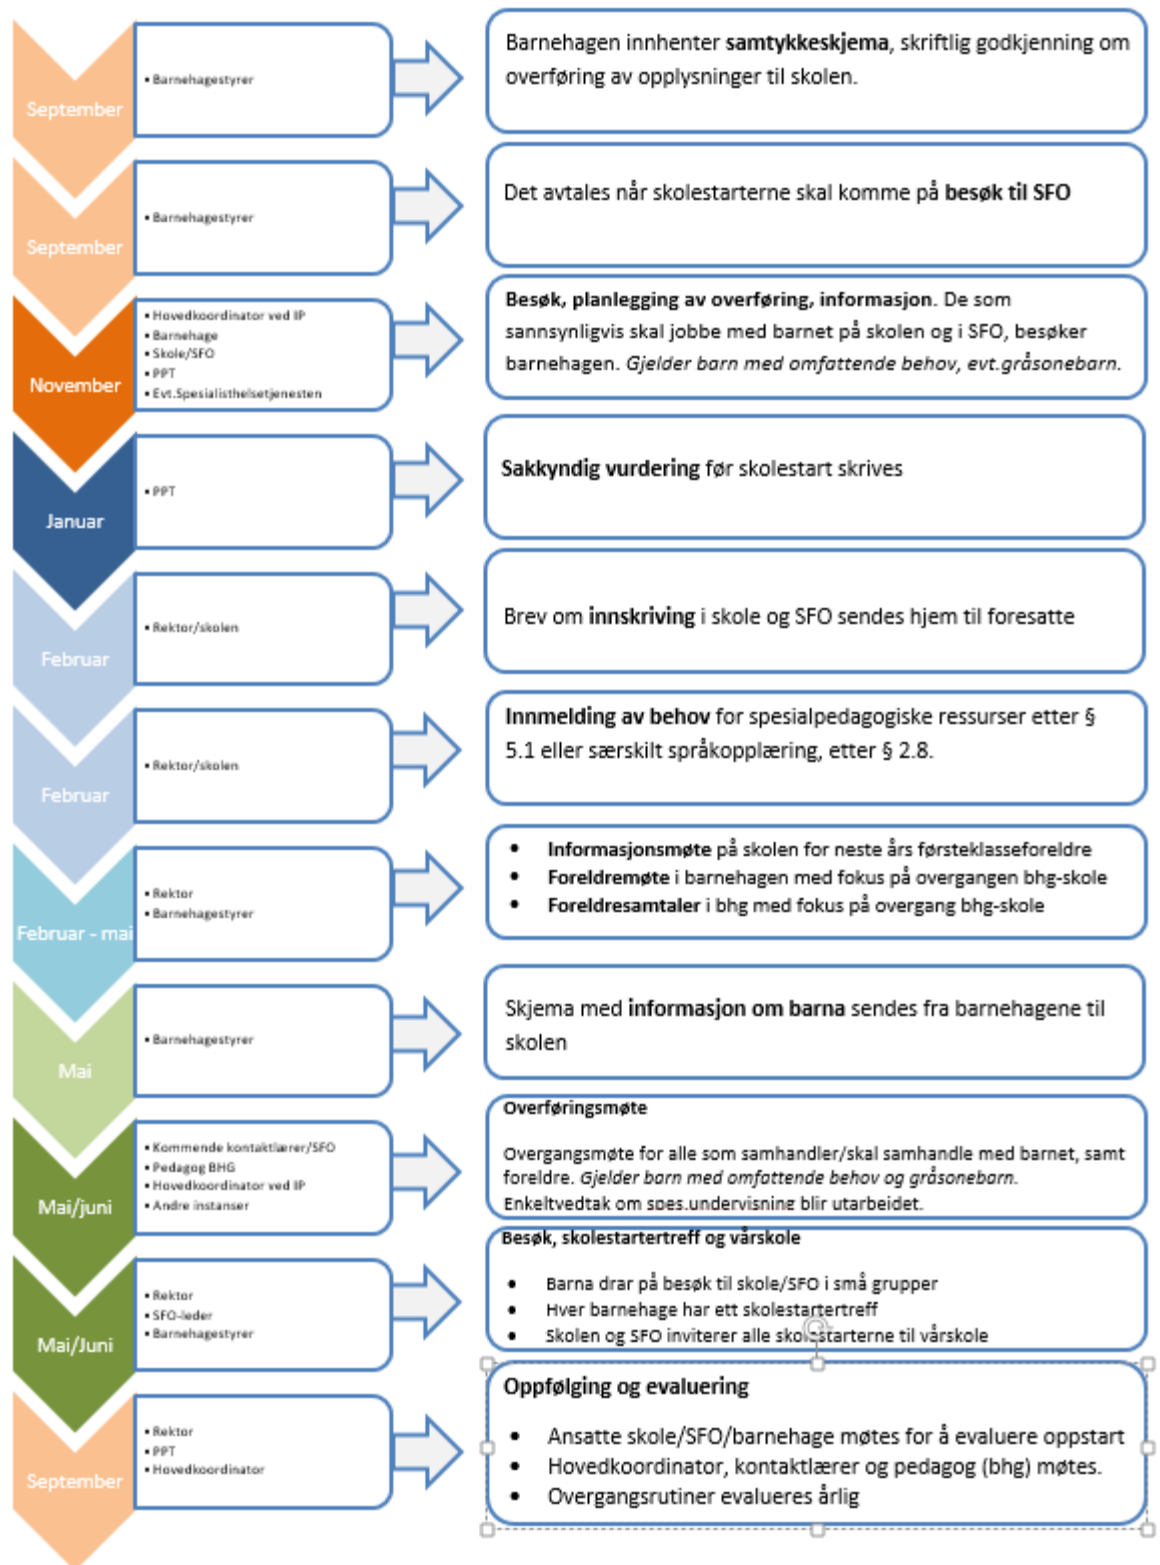 September
• Barnehagestyrer
Barnehagen innhenter samtykkeskjema, skriftlig godkjenning om
overføring av opplysninger til skolen.
September
• Barnehagestyrer
Det avtales når skolestarterne skal komme på besøk til SFO
November
• Hovedkoordinator ved IP
• Barnehage
• Skole/SFO
• PPT
• Evt.Spesialisthelsetjenesten
Besøk, planlegging av overføring, informasjon. De som
sannsynligvis skal jobbe med barnet på skolen og i SFO, besøker
barnehagen. Gjelder barn med omfattende behov, evt.gråsonebarn.
Januar
• PPT
Sakkyndig vurdering før skolestart skrives
Februar
• Rektor/skolen
Brev om innskriving i skole og SFO sendes hjem til foresatte
Februar
• Rektor/skolen
Innmelding av behov for spesialpedagogiske ressurser etter §
5.1 eller særskilt språkopplæring, etter § 2.8.
Februar - mai
• Rektor
• Barnehagestyrer
• Informasjonsmøte på skolen for neste års førsteklasseforeldre
• Foreldremøte i barnehagen med fokus på overgangen bhg-skole
• Foreldresamtaler i bhg med fokus på overgang bhg-skole
Mai
• Barnehagestyrer
Skjema med informasjon om barna sendes fra barnehagene til
skolen
Mai/juni
• Kommende kontaktlærer/SFO
• Pedagog BHG
• Hovedkoordinator ved IP
• Andre instanser
Overføringsmøte
Overgangsmøte for alle som samhandler/skal samhandle med barnet, samt
foreldre. Gjelder barn med omfattende behov og gråsonebarn.
Enkeltvedtak om spes.undervisning blir utarbeidet.
Mai/Juni
• Rektor
• SFO-leder
• Barnehagestyrer
Besøk, skolestartertreff og vårskole
• Barna drar på besøk til skole/SFO i små grupper
• Hver barnehage har ett skolestartertreff
• Skolen og SFO inviterer alle skolestarterne til vårskole
September
• Rektor
• PPT
• Hovedkoordinator
Oppfølging og evaluering
• Ansatte skole/SFO/barnehage møtes for å evaluere oppstart
• Hovedkoordinator, kontaktlærer og pedagog (bhg) møtes.
• Overgangsrutiner evalueres årlig